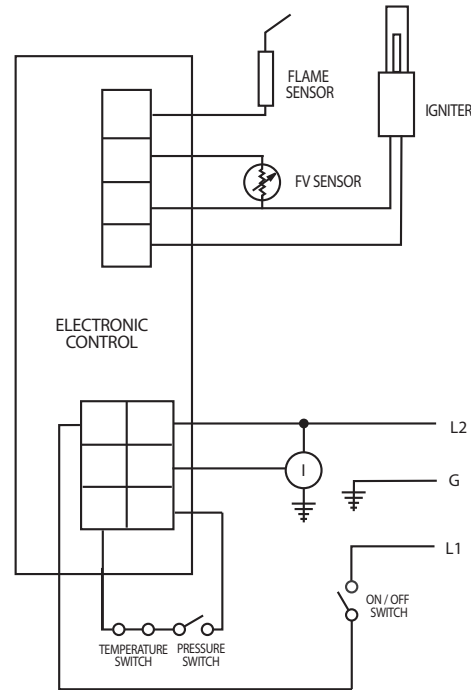 FLAME
SENSOR
IGNITER
FV SENSOR
ELECTRONIC
CONTROL
L2
I
G
L1
ON / OFF
SWITCH
TEMPERATURE
SWITCH
PRESSURE
SWITCH